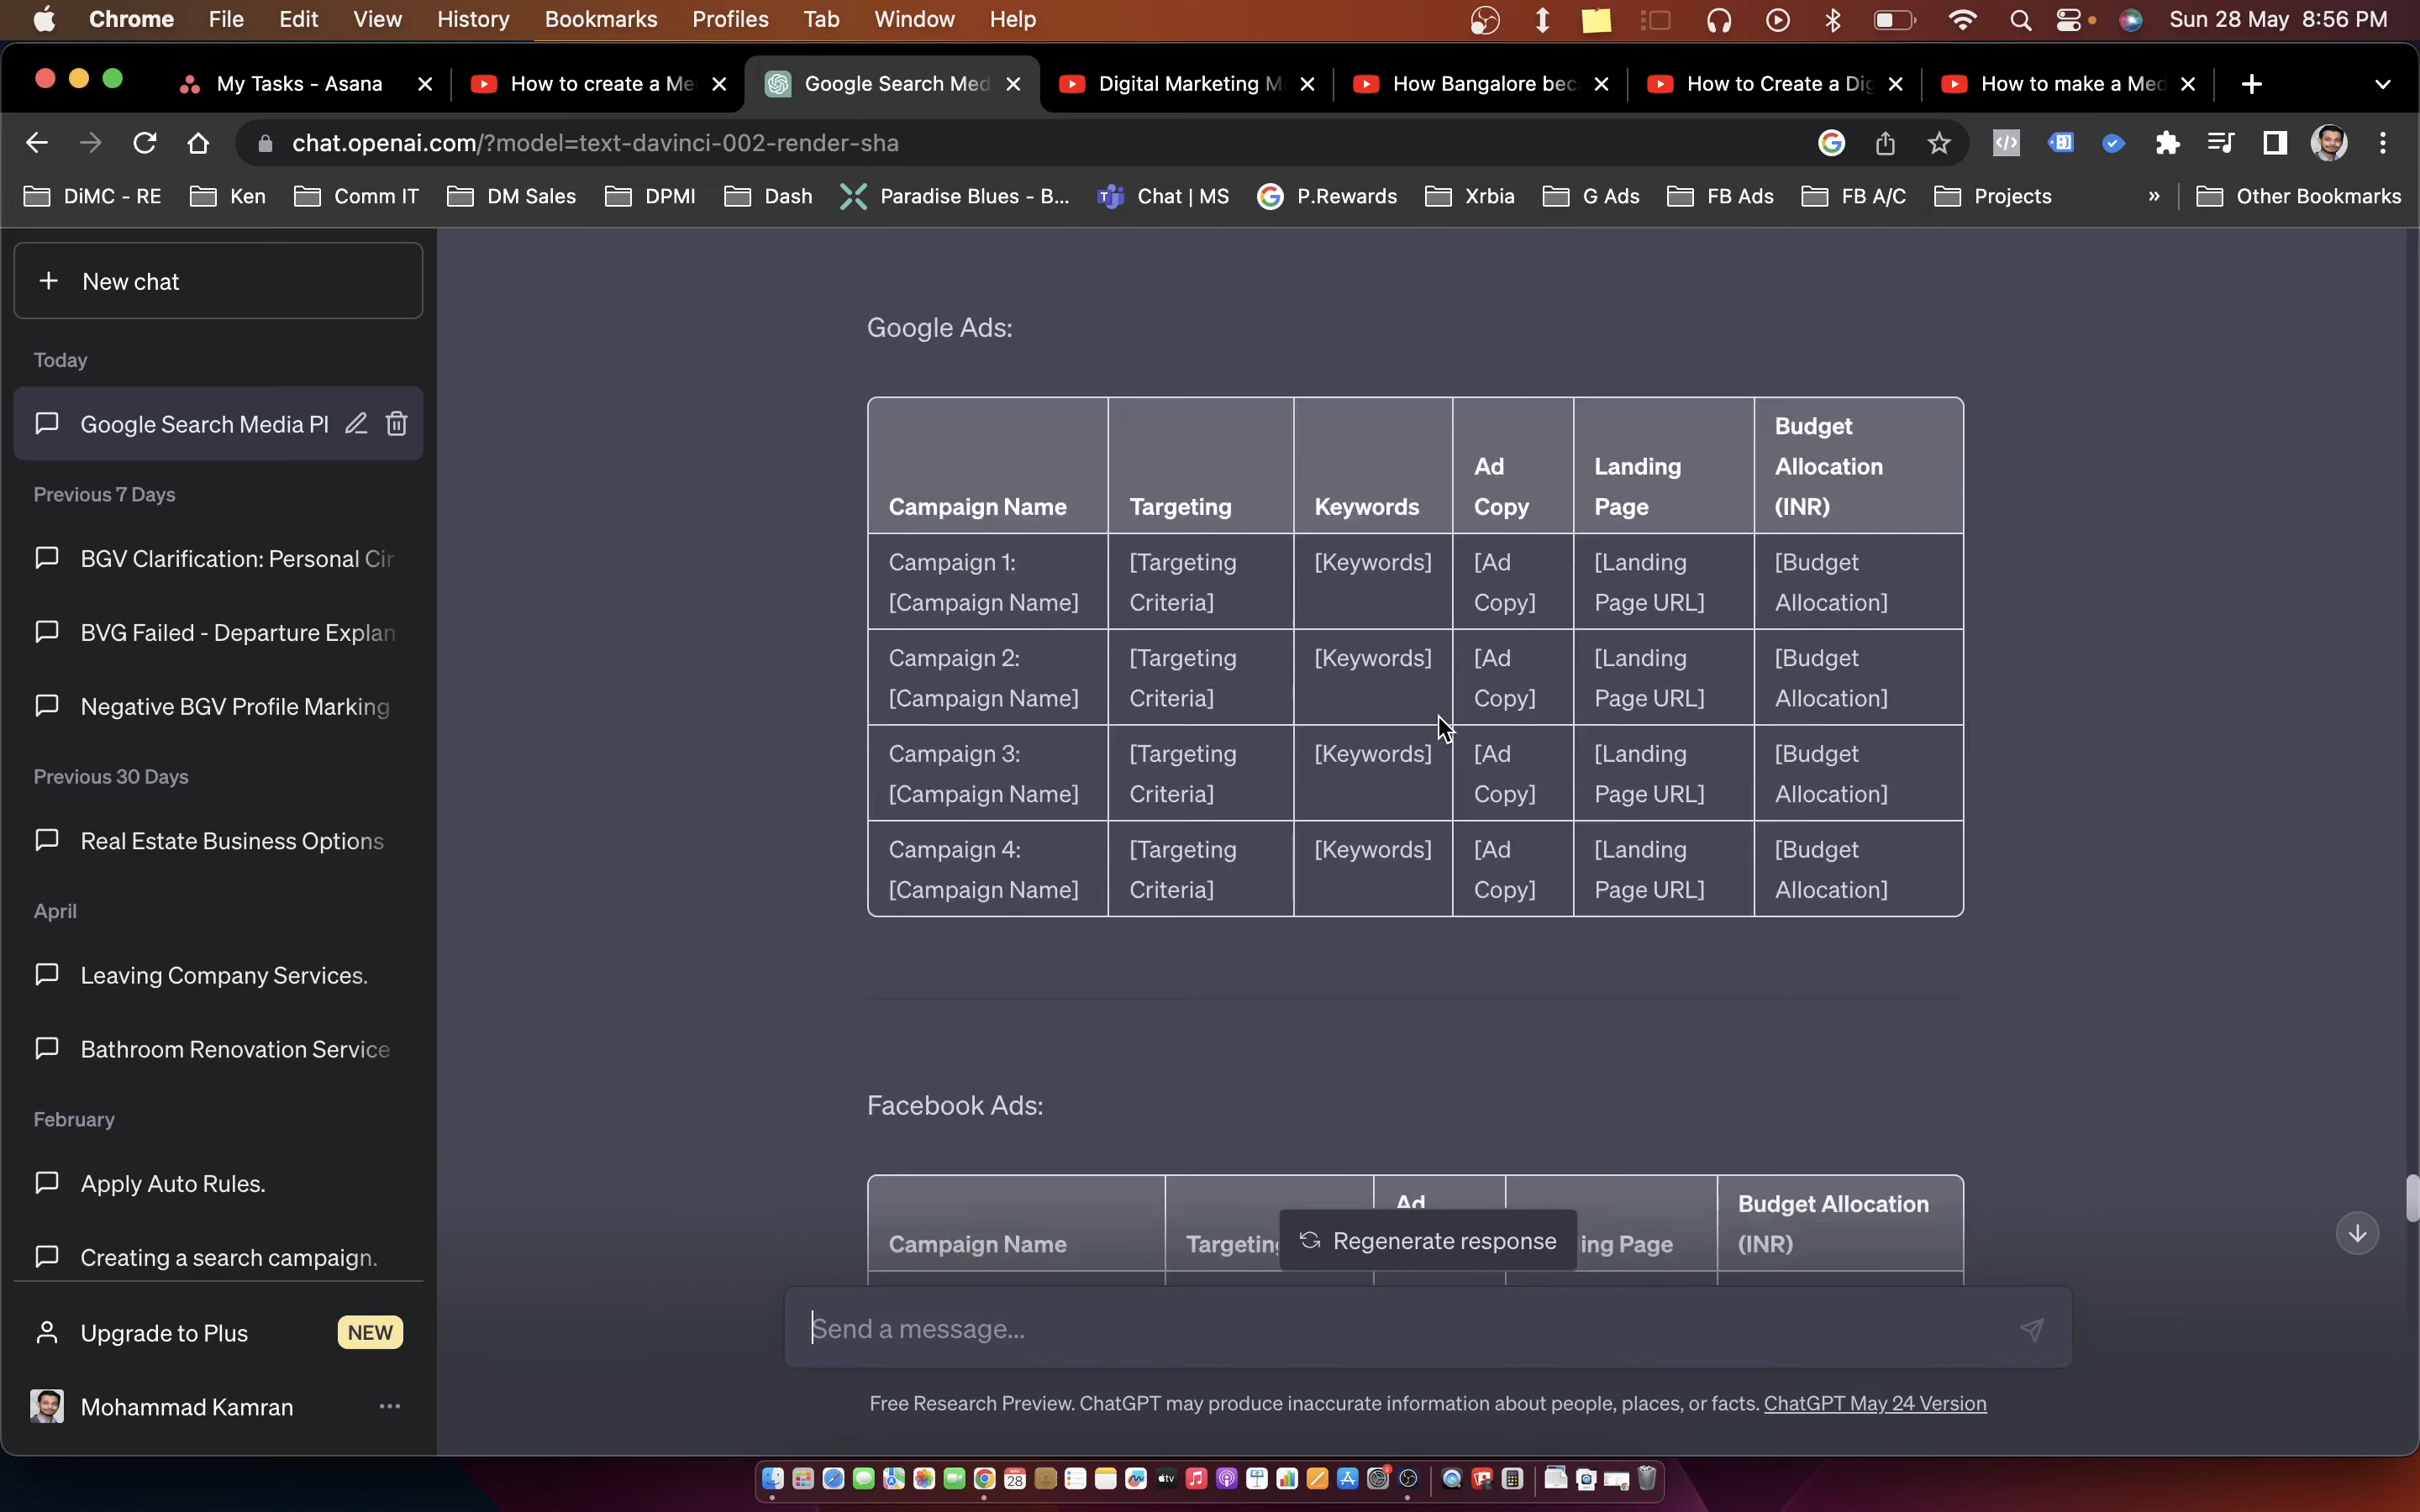 Chrome File Edit View History Bookmarks Profiles Tab Window Help Sun 28 May 8:56 PM
My Tasks - Asana How to create a Me Google Search Med Digital Marketing M How Bangalore bec How to Create a Dig How to make a Med
chat.openai.com/?model=text-davinci-002-render-sha
DiMC - RE Ken Comm IT DM Sales DPMI Dash Paradise Blues - B... Chat | MS P.Rewards Xrbia G Ads FB Ads FB A/C Projects » Other Bookmarks
+ New chat
Today
Google Search Media Pl
Previous 7 Days
BGV Clarification: Personal Cir
BVG Failed - Departure Explan
Negative BGV Profile Marking
Previous 30 Days
Real Estate Business Options
April
Leaving Company Services.
Bathroom Renovation Service
February
Apply Auto Rules.
Creating a search campaign.
Upgrade to Plus NEW
Mohammad Kamran
Google Ads:
Campaign Name Targeting Keywords Ad Copy Landing Page Budget Allocation (INR)
Campaign 1: [Targeting [Keywords] [Ad [Landing [Budget
[Campaign Name] Criteria] Copy] Page URL] Allocation]
Campaign 2: [Targeting [Keywords] [Ad [Landing [Budget
[Campaign Name] Criteria] Copy] Page URL] Allocation]
Campaign 3: [Targeting [Keywords] [Ad [Landing [Budget
[Campaign Name] Criteria] Copy] Page URL] Allocation]
Campaign 4: [Targeting [Keywords] [Ad [Landing [Budget
[Campaign Name] Criteria] Copy] Page URL] Allocation]
Facebook Ads:
Ad Budget Allocation
Campaign Name Targeting ing Page (INR)
Regenerate response
Send a message...
Free Research Preview. ChatGPT may produce inaccurate information about people, places, or facts. ChatGPT May 24 Version
28
tv